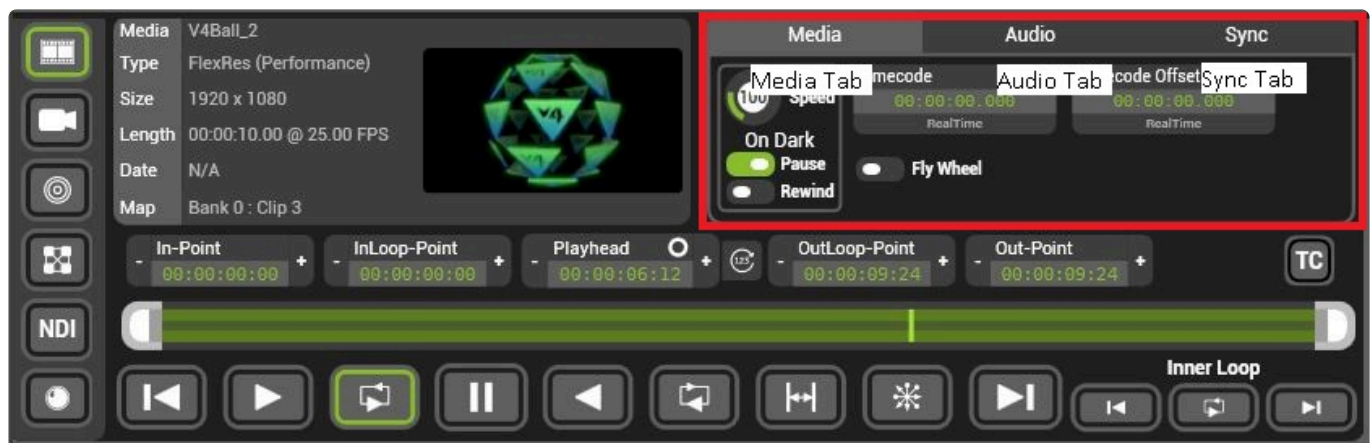 Media V4Ball_2
Type FlexRes (Performance)
Size 1920 x 1080
Length 00:00:10.00 @ 25.00 FPS
Date N/A
Map Bank 0 : Clip 3
V4
Media Audio Sync
Media Tab Audio Tab Sync Tab
100 Speed
mecode
ecode Offset
00:00:00.000 00:00:00.000
RealTime RealTime
On Dark
Pause
Rewind
Fly Wheel
In-Point InLoop-Point Playhead OutLoop-Point Out-Point
- 00:00:00:00 + - 00:00:00:00 + - 00:00:06:12 + 123 - 00:00:09:24 + - 00:00:09:24 +
TC
NDI
Inner Loop